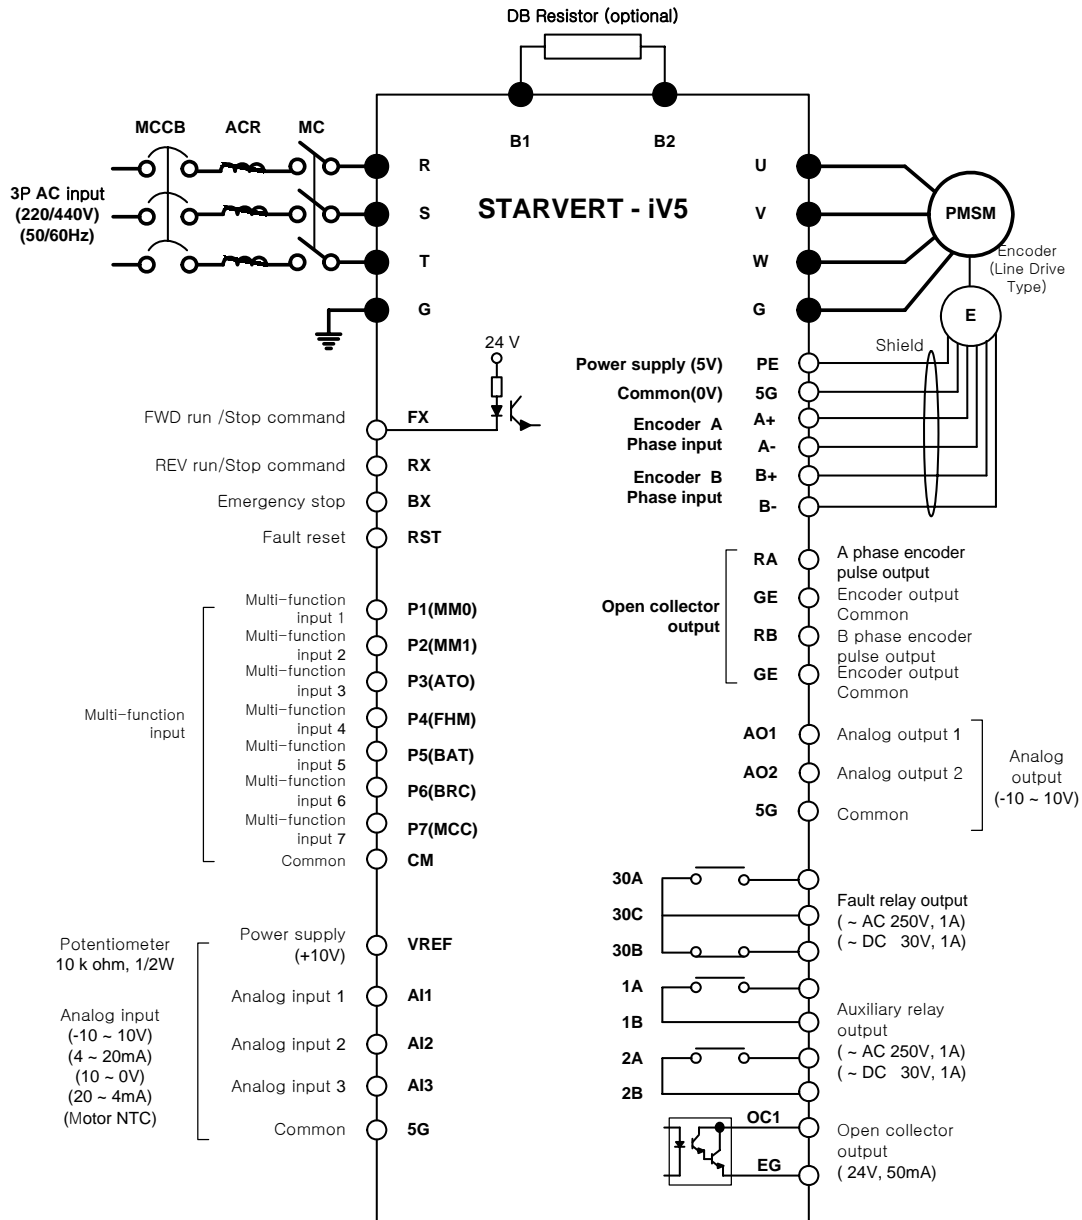 DB Resistor (optional)
B1
B2
MCCB
ACR
MC
3P AC input
(220/440V)
(50/60Hz)
R
S
T
G
STARVERT - iV5
U
V
W
G
PMSM
Encoder
(Line Drive
Type)
E
Shield
24 V
FWD run /Stop command
FX
REV run/Stop command
RX
Emergency stop
BX
Fault reset
RST
Multi-function
input
Multi-function
input 1
P1(MM0)
Multi-function
input 2
P2(MM1)
Multi-function
input 3
P3(ATO)
Multi-function
input 4
P4(FHM)
Multi-function
input 5
P5(BAT)
Multi-function
input 6
P6(BRC)
Multi-function
input 7
P7(MCC)
Common
CM
Potentiometer
10 k ohm, 1/2W
Power supply
(+10V)
VREF
Analog input
(-10 ~ 10V)
(4 ~ 20mA)
(10 ~ 0V)
(20 ~ 4mA)
(Motor NTC)
Analog input 1
AI1
Analog input 2
AI2
Analog input 3
AI3
Common
5G
Power supply (5V)
PE
Common(0V)
5G
Encoder A
Phase input
A+
A-
Encoder B
Phase input
B+
B-
Open collector
output
RA
A phase encoder
pulse output
GE
Encoder output
Common
RB
B phase encoder
pulse output
GE
Encoder output
Common
AO1
Analog output 1
AO2
Analog output 2
5G
Common
Analog
output
(-10 ~ 10V)
30A
30C
30B
Fault relay output
( ~ AC 250V, 1A)
( ~ DC 30V, 1A)
1A
1B
2A
2B
Auxiliary relay
output
( ~ AC 250V, 1A)
( ~ DC 30V, 1A)
OC1
EG
Open collector
output
( 24V, 50mA)